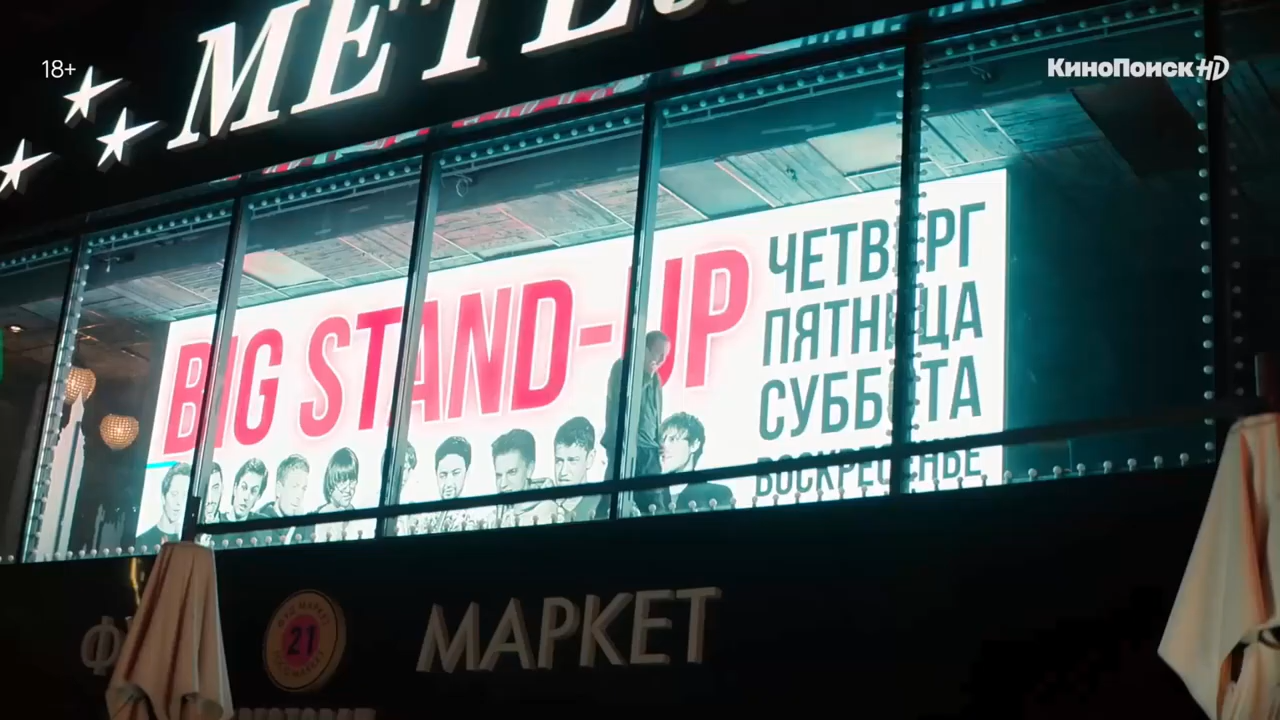 18+
КиноПоиск HD
BIG STAND-UP
ЧЕТВЕРГ
ПЯТНИЦА
СУББОТА
ВОСКРЕСЕНЬЕ
21
МАРКЕТ